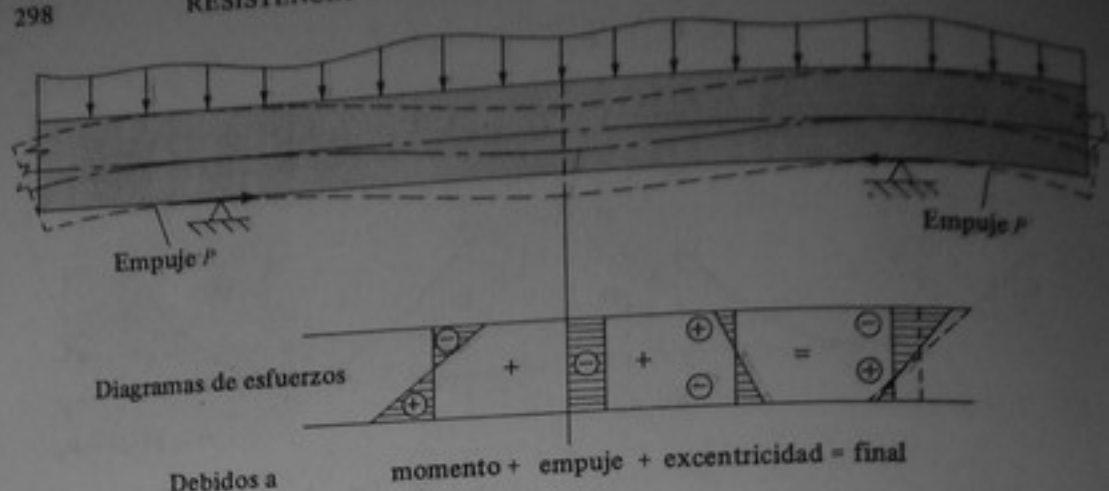 298
Empuje P
Empuje P
- + + - + + - = - +
Diagramas de esfuerzos
Debidos a momento + empuje + excentricidad = final